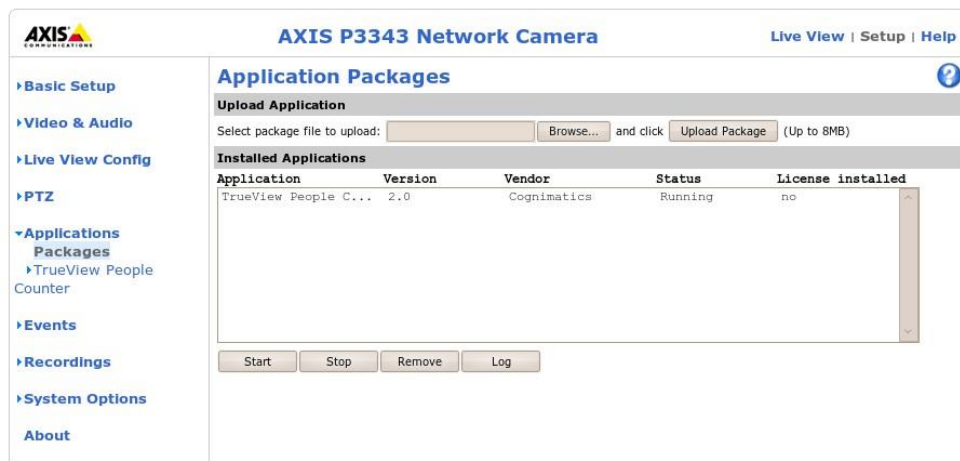 AXIS
COMMUNICATIONS
AXIS P3343 Network Camera
Live View | Setup | Help
Basic Setup
Video & Audio
Live View Config
PTZ
Applications
Packages
TrueView People
Counter
Events
Recordings
System Options
About
Application Packages
?
Upload Application
Select package file to upload: Browse... and click Upload Package (Up to 8MB)
Installed Applications
Application Version Vendor Status License installed
TrueView People C... 2.0 Cognimatics Running no
Start Stop Remove Log